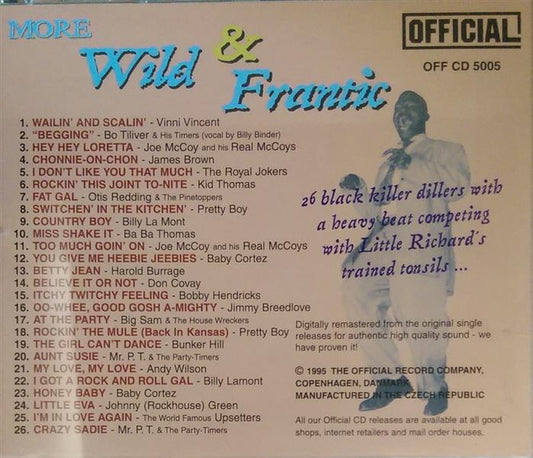 MORE
Wild & Frantic
OFFICIAL
OFF CD 5005
1. WAILIN' AND SCALIN' - Vinni Vincent
2. "BEGGING" - Bo Tiliver & His Timers (vocal by Billy Binder)
3. HEY HEY LORETTA - Joe McCoy and his Real McCoys
4. CHONNIE-ON-CHON - James Brown
5. I DON'T LIKE YOU THAT MUCH - The Royal Jokers
6. ROCKIN' THIS JOINT TO-NITE - Kid Thomas
7. FAT GAL - Otis Redding & The Pinetoppers
8. SWITCHEN' IN THE KITCHEN' - Pretty Boy
9. COUNTRY BOY - Billy La Mont
10. MISS SHAKE IT - Ba Ba Thomas
11. TOO MUCH GOIN' ON - Joe McCoy and his Real McCoys
12. YOU GIVE ME HEEBIE JEEBIES - Baby Cortez
13. BETTY JEAN - Harold Burrage
14. BELIEVE IT OR NOT - Don Covay
15. ITCHY TWITCHY FEELING - Bobby Hendricks
16. OO-WHEE, GOOD GOSH A-MIGHTY - Jimmy Breedlove
17. AT THE PARTY - Big Sam & The House Wreckers
18. ROCKIN' THE MULE (Back In Kansas) - Pretty Boy
19. THE GIRL CAN'T DANCE - Bunker Hill
20. AUNT SUSIE - Mr. P.T. & The Party-Timers
21. MY LOVE, MY LOVE - Andy Wilson
22. I GOT A ROCK AND ROLL GAL - Billy Lamont
23. HONEY BABY - Baby Cortez
24. LITTLE EVA - Johnny (Rockhouse) Green
25. I'M IN LOVE AGAIN - The World Famous Upsetters
26. CRAZY SADIE - Mr. P.T. & The Party-Timers
26 black killer dillers with
a heavy beat competing
with Little Richard's
trained tonsils ...
Digitally remastered from the original single
releases for authentic high quality sound - we
have proven it!
© 1995 THE OFFICIAL RECORD COMPANY,
COPENHAGEN, DANMARK
MANUFACTURED IN THE CZECH REPUBLIC
All our Official CD releases are available at all good
shops, internet retailers and mail order houses.